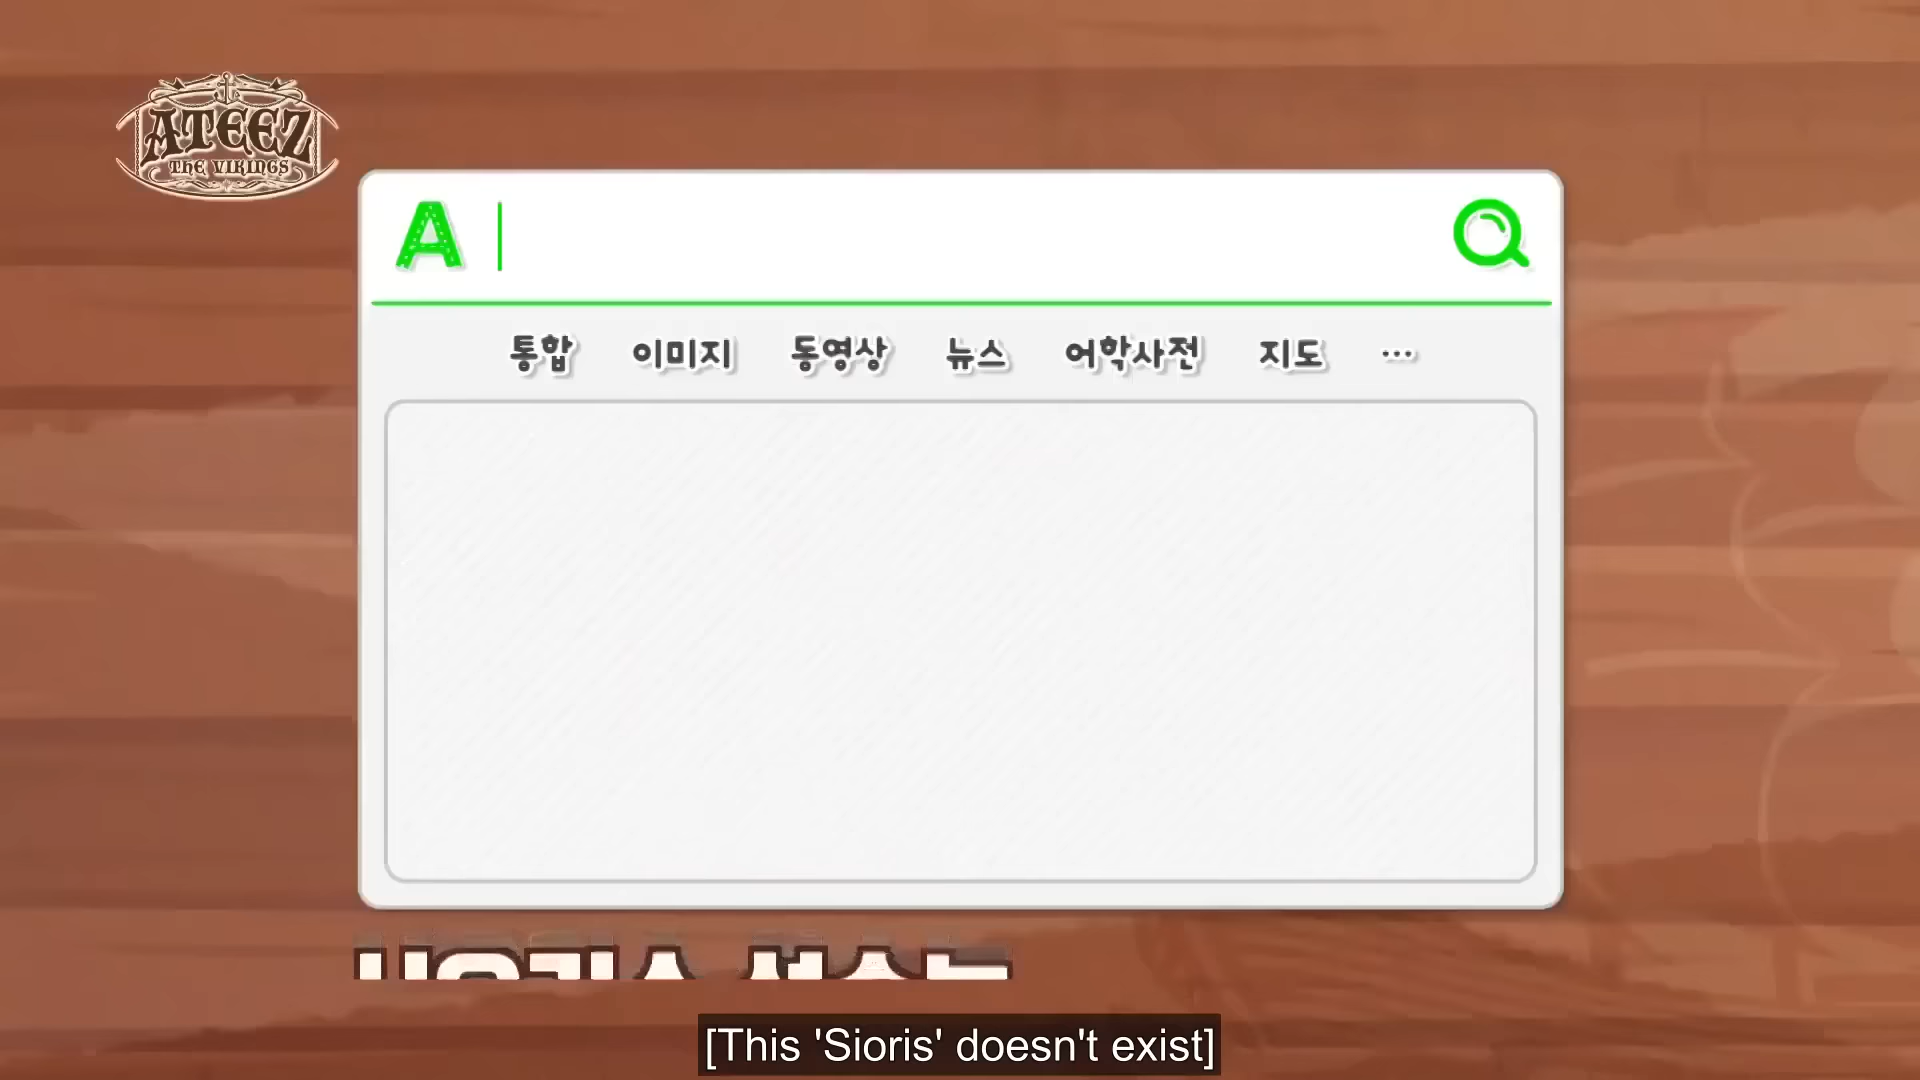 ATEEZ
THE VIKINGS
A
통합 이미지 동영상 뉴스 어학사전 지도 ...
[This 'Sioris' doesn't exist]